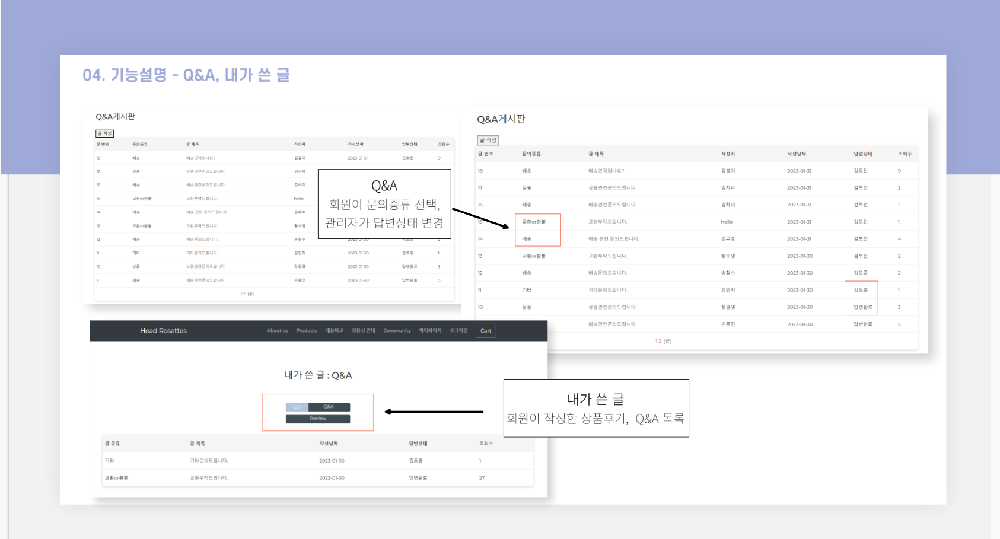 04. 기능설명 - Q&A, 내가 쓴 글
Q&A게시판
글 작성
글 번호 문의종류 글 제목 작성자 작성날짜 답변상태 조회수
18 배송 배송언제되나요? 김봄이 2023-01-31 검토전 9
17 상품 상품관련문의드립니다. 김자바
16 배송 배송관련문의드립니다. 김하이
15 교환or환불 교환부탁드립니다. hello
14 배송 배송 관련 문의드립니다. 김우호
13 교환or환불 교환부탁드립니다. 황수영
12 배송 배송문의드립니다. 송철수 2023-01-30 검토중 2
11 기타 기타문의드립니다. 김민지 2023-01-30 검토중 1
10 상품 상품관련문의드립니다. 장원영 2023-01-30 답변완료 3
9 배송 배송관련문의드립니다. 손흥민 2023-01-30 답변완료 5
1 2 [끝]
Q&A
회원이 문의종류 선택,
관리자가 답변상태 변경
Q&A게시판
글 작성
글 번호 문의종류 글 제목 작성자 작성날짜 답변상태 조회수
18 배송 배송언제되나요? 김봄이 2023-01-31 검토전 9
17 상품 상품관련문의드립니다. 김자바 2023-01-31 검토전 2
16 배송 배송관련문의드립니다. 김하이 2023-01-31 검토전 1
15 교환or환불 교환부탁드립니다. hello 2023-01-31 검토전 1
14 배송 배송 관련 문의드립니다. 김우호 2023-01-31 검토전 4
13 교환or환불 교환부탁드립니다. 황수영 2023-01-30 검토전 2
12 배송 배송문의드립니다. 송철수 2023-01-30 검토중 2
11 기타 기타문의드립니다. 김민지 2023-01-30 검토중 1
10 상품 상품관련문의드립니다. 장원영 2023-01-30 답변완료 3
배송관련문의드립니다. 손흥민 2023-01-30 답변완료 5
1 2 [끝]
Head Rosettes About us Products 제품비교 청음샵 안내 Community 마이페이지 로그아웃 Cart
내가 쓴 글 : Q&A
GO! Q&A
Review
글 종류 글 제목 작성날짜 답변상태 조회수
기타 기타문의드립니다. 2023-01-30 검토중 1
교환or환불 교환부탁드립니다. 2023-01-30 답변완료 27
내가 쓴 글
회원이 작성한 상품후기, Q&A 목록